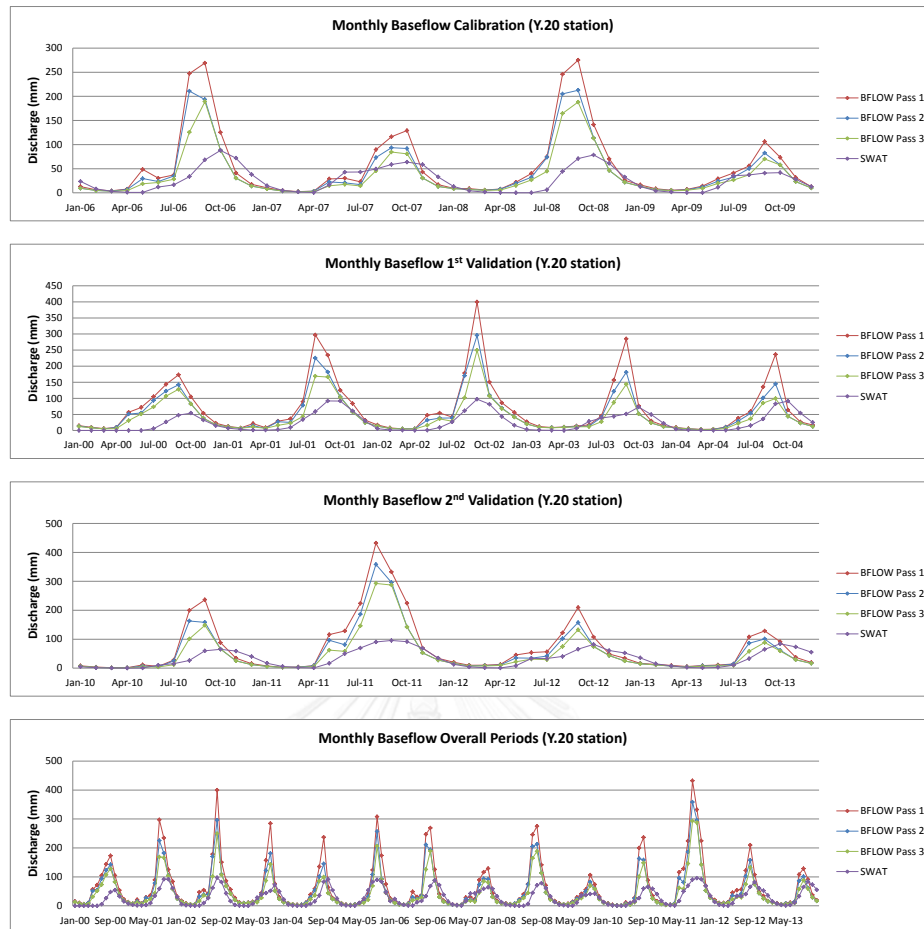 Monthly Baseflow Calibration (Y.20 station)
Discharge (mm)
300
250
200
150
100
50
0
Jan-06 Apr-06 Jul-06 Oct-06 Jan-07 Apr-07 Jul-07 Oct-07 Jan-08 Apr-08 Jul-08 Oct-08 Jan-09 Apr-09 Jul-09 Oct-09
BFLOW Pass 1
BFLOW Pass 2
BFLOW Pass 3
SWAT
Monthly Baseflow 1st Validation (Y.20 station)
Discharge (mm)
450
400
350
300
250
200
150
100
50
0
Jan-00 Apr-00 Jul-00 Oct-00 Jan-01 Apr-01 Jul-01 Oct-01 Jan-02 Apr-02 Jul-02 Oct-02 Jan-03 Apr-03 Jul-03 Oct-03 Jan-04 Apr-04 Jul-04 Oct-04
BFLOW Pass 1
BFLOW Pass 2
BFLOW Pass 3
SWAT
Monthly Baseflow 2nd Validation (Y.20 station)
Discharge (mm)
500
400
300
200
100
0
Jan-10 Apr-10 Jul-10 Oct-10 Jan-11 Apr-11 Jul-11 Oct-11 Jan-12 Apr-12 Jul-12 Oct-12 Jan-13 Apr-13 Jul-13 Oct-13
BFLOW Pass 1
BFLOW Pass 2
BFLOW Pass 3
SWAT
Monthly Baseflow Overall Periods (Y.20 station)
Discharge (mm)
500
400
300
200
100
0
Jan-00 Sep-00 May-01 Jan-02 Sep-02 May-03 Jan-04 Sep-04 May-05 Jan-06 Sep-06 May-07 Jan-08 Sep-08 May-09 Jan-10 Sep-10 May-11 Jan-12 Sep-12 May-13
BFLOW Pass 1
BFLOW Pass 2
BFLOW Pass 3
SWAT